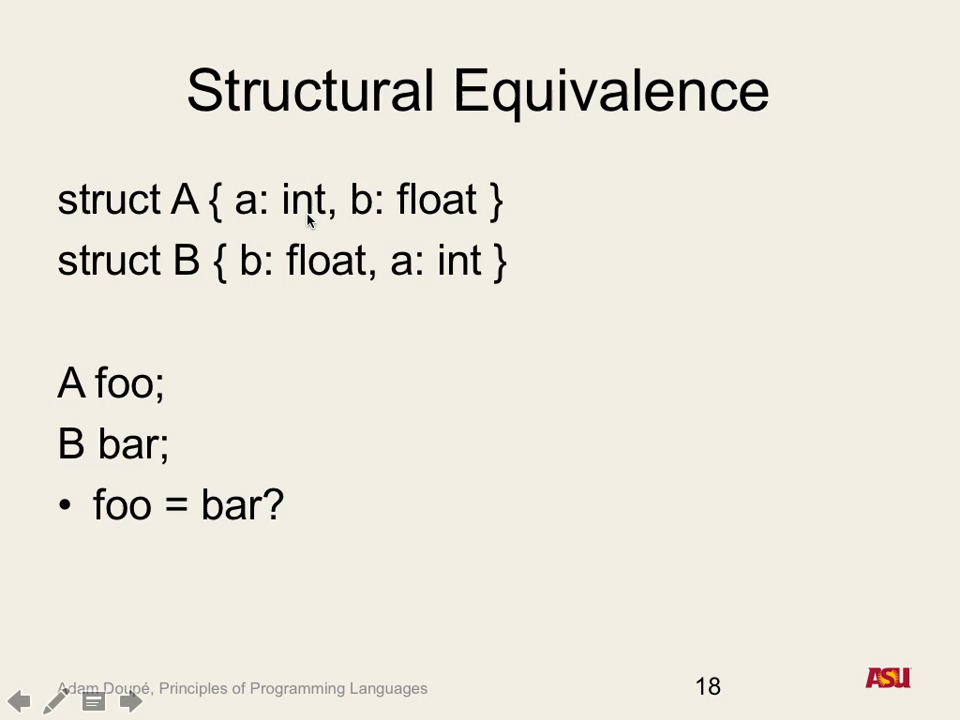 Structural Equivalence
struct A { a: int, b: float }
struct B { b: float, a: int }
A foo;
B bar;
• foo = bar?
Adam Doupé, Principles of Programming Languages
18
ASU